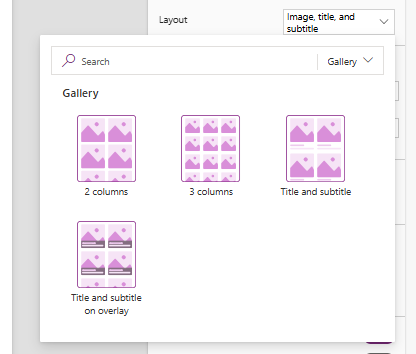 Layout
Image, title, and
subtitle
Search
Gallery
Gallery
2 columns
3 columns
Title and subtitle
Title and subtitle
on overlay